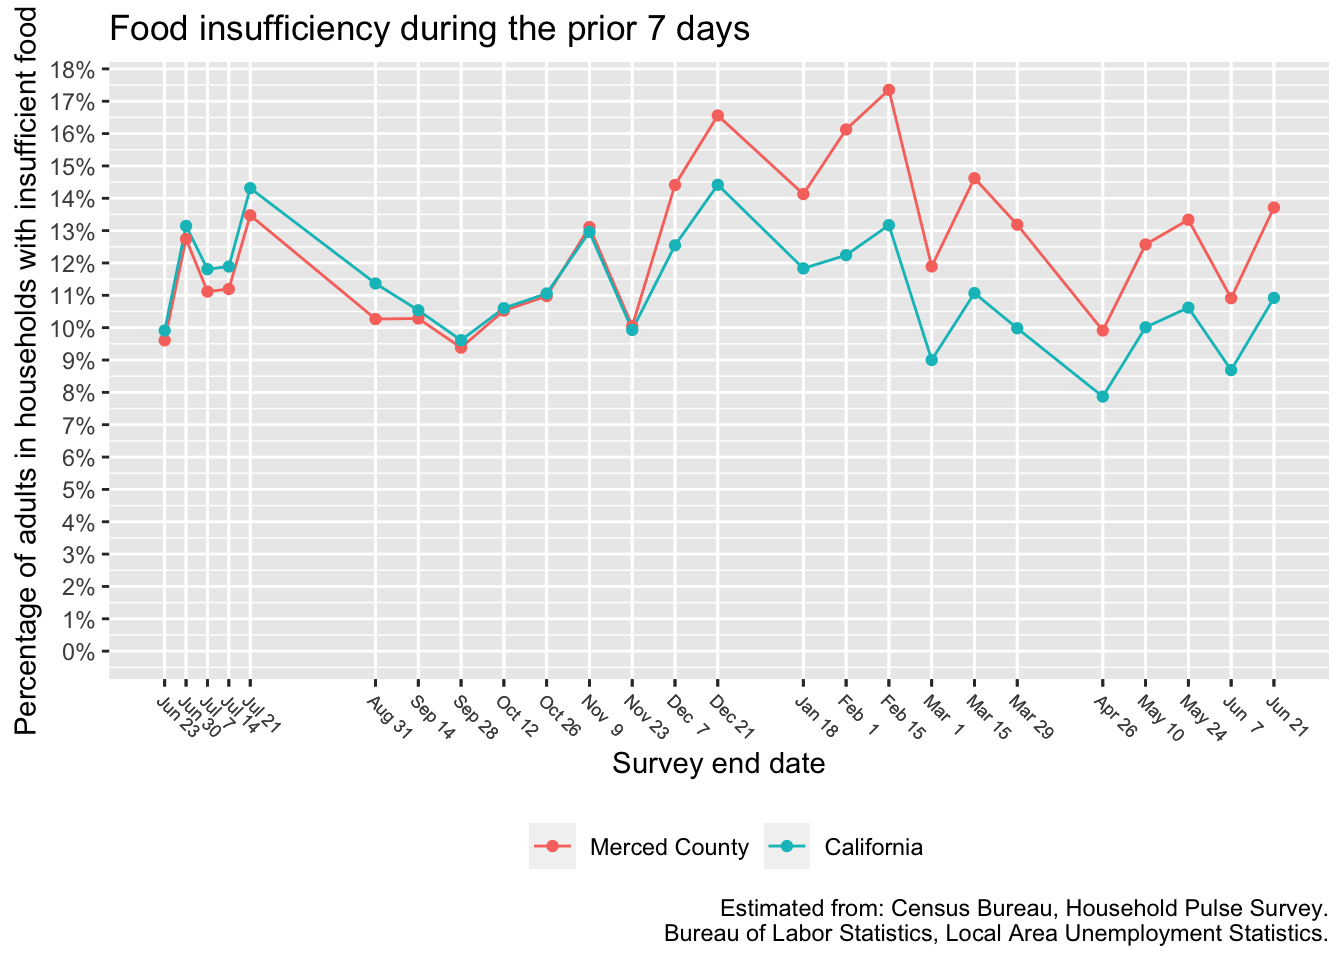 Food insufficiency during the prior 7 days
Percentage of adults in households with insufficient food
18%
17%
16%
15%
14%
13%
12%
11%
10%
9%
8%
7%
6%
5%
4%
3%
2%
1%
0%
Jun 23
Jun 30
Jul 7
Jul 14
Jul 21
Aug 31
Sep 14
Sep 28
Oct 12
Oct 26
Nov 9
Nov 23
Dec 7
Dec 21
Jan 18
Feb 1
Feb 15
Mar 1
Mar 15
Mar 29
Apr 26
May 10
May 24
Jun 7
Jun 21
Survey end date
Merced County
California
Estimated from: Census Bureau, Household Pulse Survey.
Bureau of Labor Statistics, Local Area Unemployment Statistics.